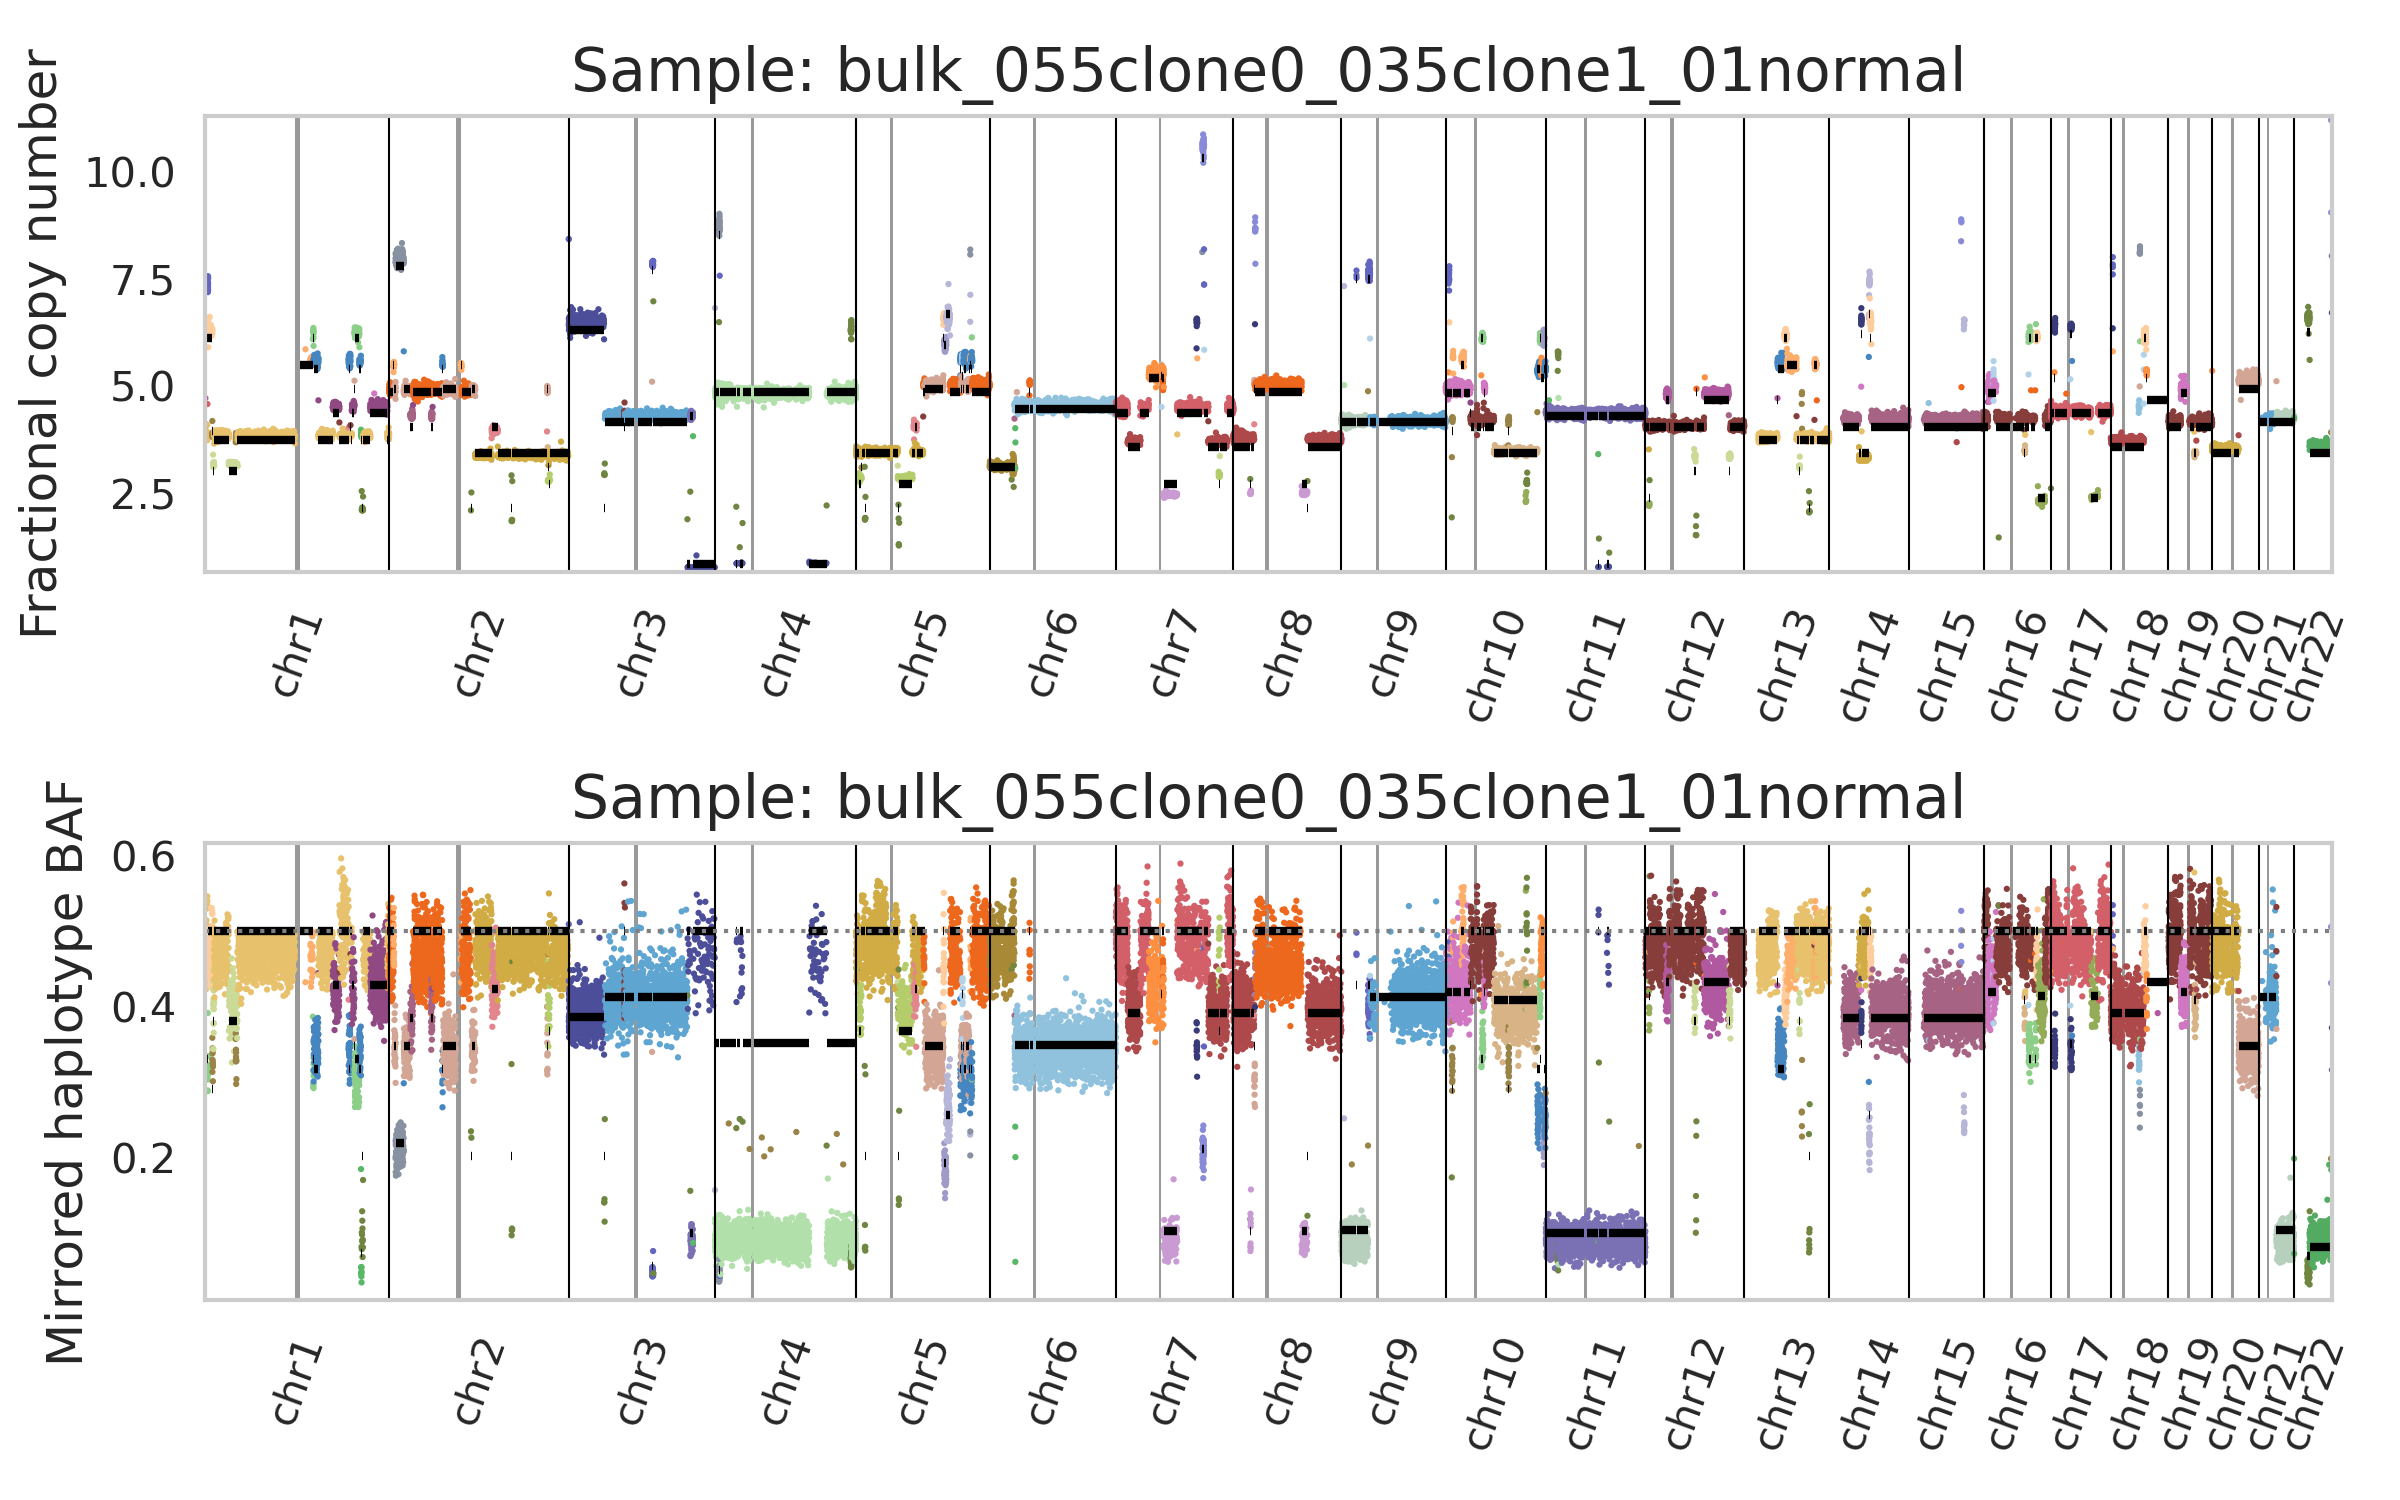 Sample: bulk_055clone0_035clone1_01normal
Fractional copy number
10.0
7.5
5.0
2.5
chr1 chr2 chr3 chr4 chr5 chr6 chr7 chr8 chr9 chr10 chr11 chr12 chr13 chr14 chr15 chr16 chr17 chr18 chr19 chr20 chr21 chr22
Sample: bulk_055clone0_035clone1_01normal
Mirrored haplotype BAF
0.6
0.4
0.2
chr1 chr2 chr3 chr4 chr5 chr6 chr7 chr8 chr9 chr10 chr11 chr12 chr13 chr14 chr15 chr16 chr17 chr18 chr19 chr20 chr21 chr22